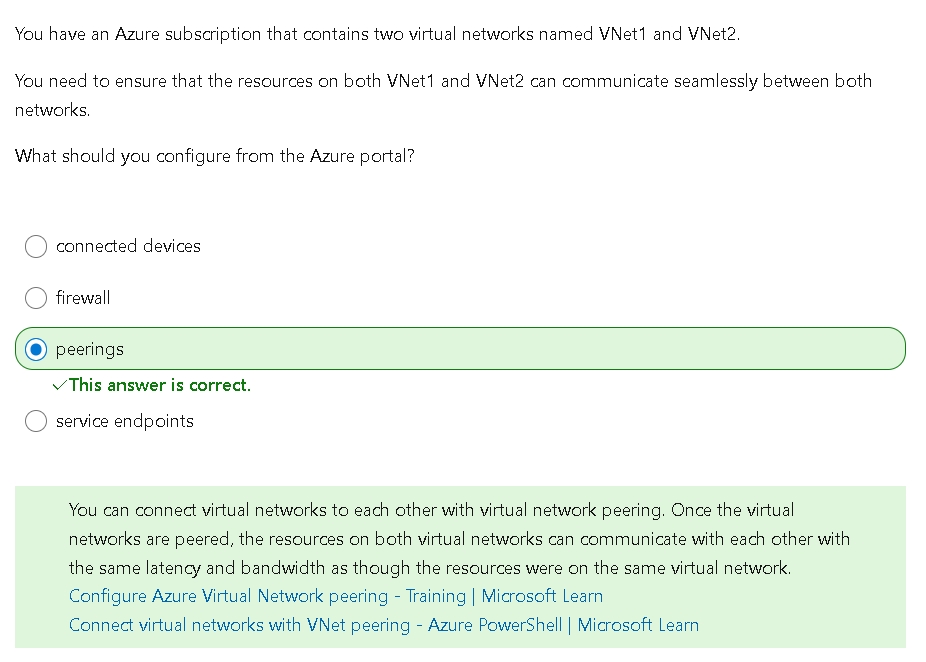 You have an Azure subscription that contains two virtual networks named VNet1 and VNet2.
You need to ensure that the resources on both VNet1 and VNet2 can communicate seamlessly between both
networks.
What should you configure from the Azure portal?
connected devices
firewall
peerings
✓This answer is correct.
service endpoints
You can connect virtual networks to each other with virtual network peering. Once the virtual
networks are peered, the resources on both virtual networks can communicate with each other with
the same latency and bandwidth as though the resources were on the same virtual network.
Configure Azure Virtual Network peering - Training | Microsoft Learn
Connect virtual networks with VNet peering - Azure PowerShell | Microsoft Learn